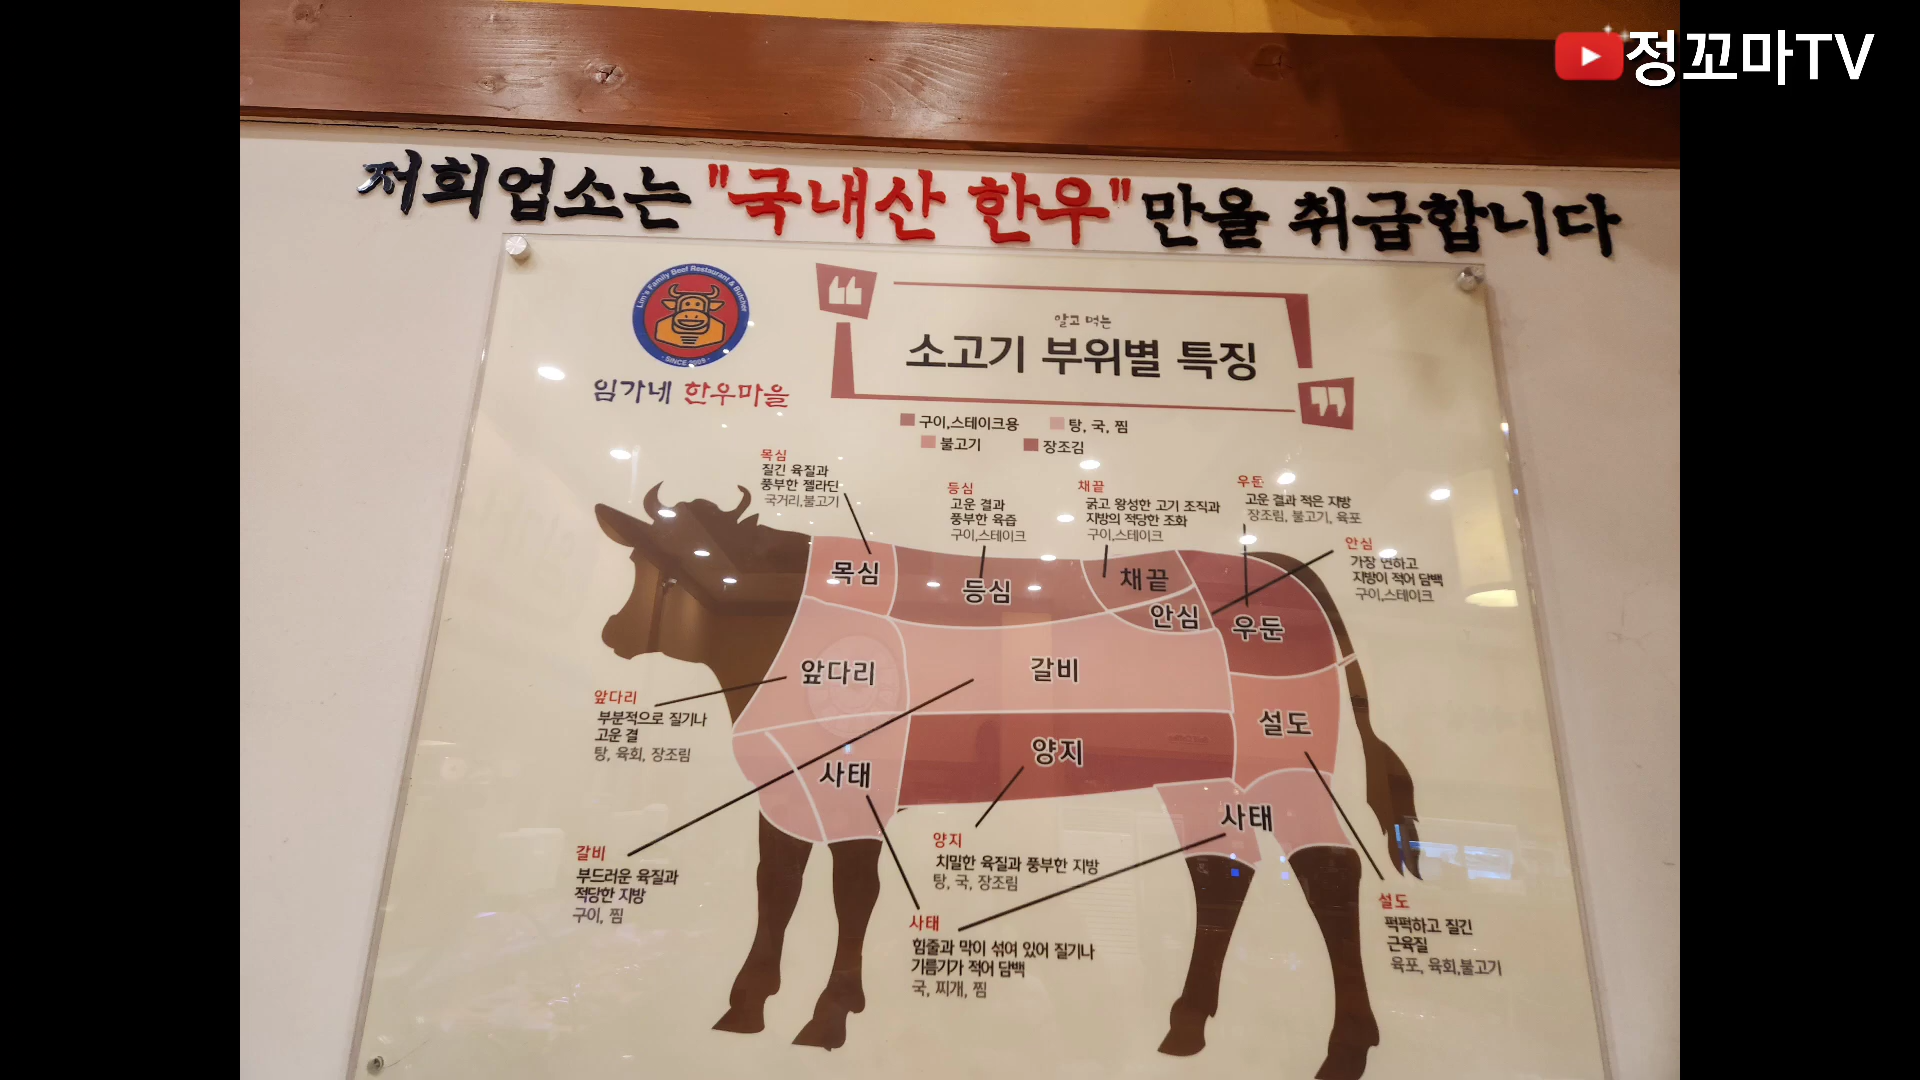 정꼬마TV
저희업소는 "국내산 한우"만을 취급합니다
Lim's Family Beef Restaurant & Butcher
임가네 한우마을
알고 먹는
소고기 부위별 특징
구이,스테이크용
탕, 국, 찜
불고기
장조김
목심
질긴 육질과
풍부한 젤라딘
국거리,불고기
등심
고운 결과
풍부한 육즙
구이,스테이크
채끝
굵고 왕성한 고기 조직과
지방의 적당한 조화
구이,스테이크
우둔
고운 결과 적은 지방
장조림, 불고기, 육포
안심
가장 연하고
지방이 적어 담백
구이,스테이크
목심
등심
채끝
안심
우둔
앞다리
갈비
설도
양지
사태
사태
앞다리
부분적으로 질기나
고운 결
탕, 육회, 장조림
갈비
부드러운 육질과
적당한 지방
구이, 찜
양지
치밀한 육질과 풍부한 지방
탕, 국, 장조림
사태
힘줄과 막이 섞여 있어 질기나
기름기가 적어 담백
국, 찌개, 찜
설도
퍽퍽하고 질긴
근육질
육포, 육회,불고기